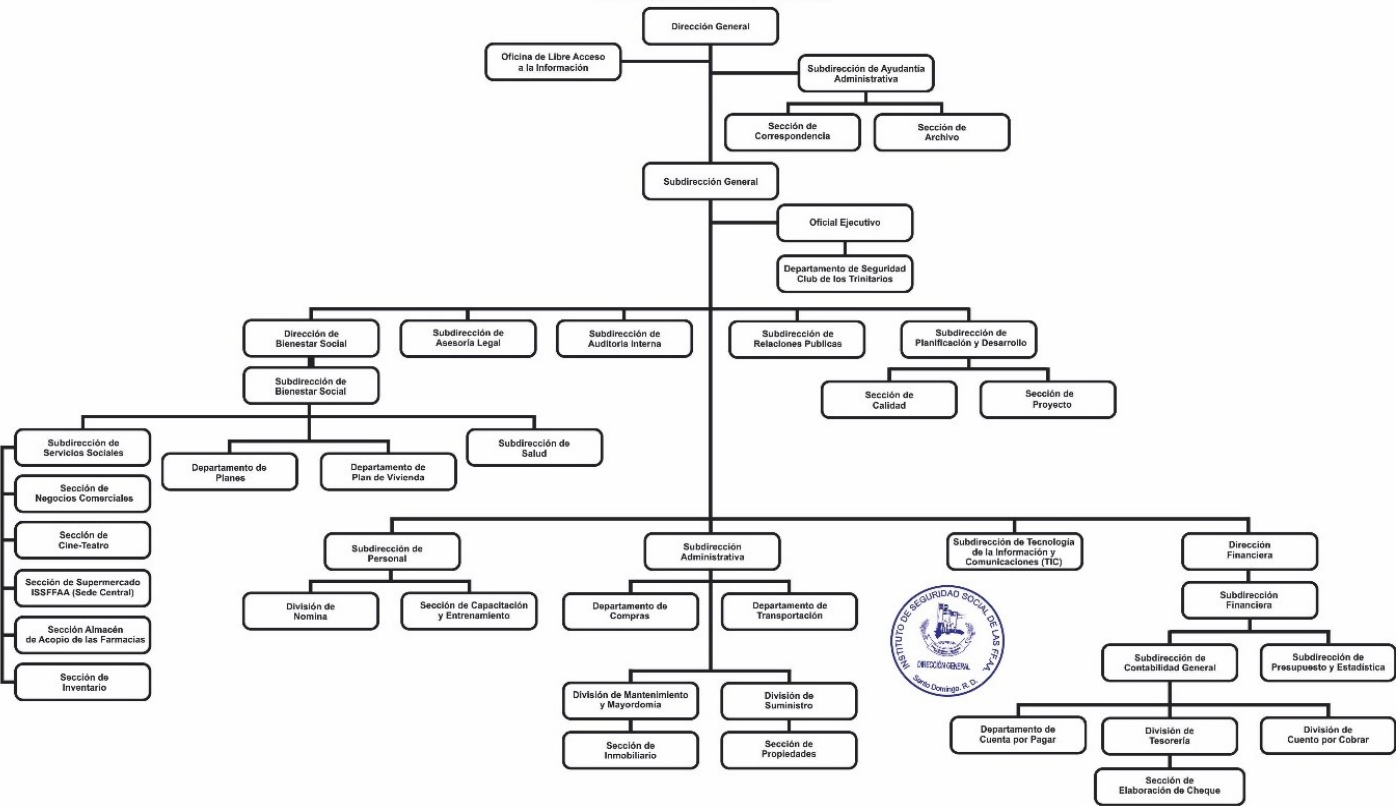 Dirección General
Oficina de Libre Acceso
a la Información
Subdirección de Ayudantía
Administrativa
Sección de
Correspondencia
Sección de
Archivo
Subdirección General
Oficial Ejecutivo
Departamento de Seguridad
Club de los Trinitarios
Dirección de
Bienestar Social
Subdirección de
Asesoría Legal
Subdirección de
Auditoria Interna
Subdirección de
Relaciones Publicas
Subdirección de
Planificación y Desarrollo
Subdirección de
Bienestar Social
Sección de
Calidad
Sección de
Proyecto
Subdirección de
Servicios Sociales
Departamento de
Planes
Departamento de
Plan de Vivienda
Subdirección de
Salud
Sección de
Negocios Comerciales
Sección de
Cine-Teatro
Sección de Supermercado
ISSFFAA (Sede Central)
Sección Almacén
de Acopio de las Farmacias
Sección de
Inventario
Subdirección de
Personal
Subdirección
Administrativa
Subdirección de Tecnología
de la Información y
Comunicaciones (TIC)
Dirección
Financiera
División de
Nomina
Sección de Capacitación
y Entrenamiento
Departamento de
Compras
Departamento de
Transportación
Subdirección
Financiera
INSTITUTO DE SEGURIDAD SOCIAL DE LAS FF.AA.
DIRECCIÓN GENERAL
Santo Domingo, R. D.
Subdirección de
Contabilidad General
Subdirección de
Presupuesto y Estadística
División de Mantenimiento
y Mayordomía
División de
Suministro
Sección de
Inmobiliario
Sección de
Propiedades
Departamento de
Cuenta por Pagar
División de
Tesorería
División de
Cuento por Cobrar
Sección de
Elaboración de Cheque